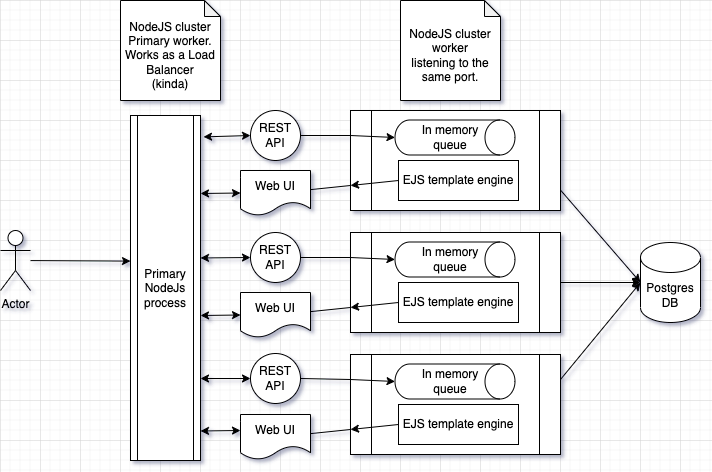 NodeJS cluster
Primary worker.
Works as a Load
Balancer
(kinda)
NodeJS cluster
worker
listening to the
same port.
REST
API
In memory
queue
Web UI
EJS template engine
REST
API
In memory
queue
Web UI
EJS template engine
REST
API
In memory
queue
Web UI
EJS template engine
Actor
Primary
NodeJs
process
Postgres
DB